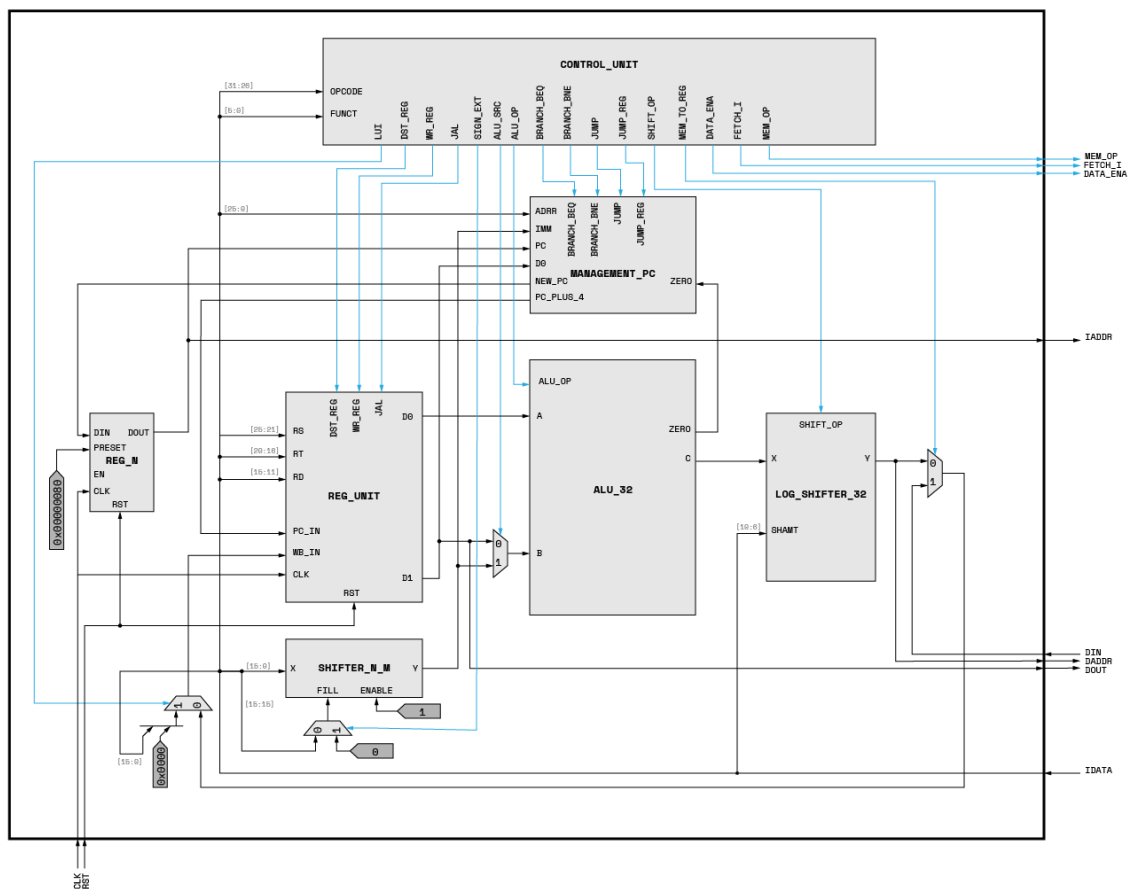 CONTROL_UNIT
[31:26]
OPCODE
[5:0]
FUNCT
LUI
DST_REG
WR_REG
JAL
SIGN_EXT
ALU_SRC
ALU_OP
BRANCH_BEQ
BRANCH_BNE
JUMP
JUMP_REG
SHIFT_OP
MEM_TO_REG
DATA_ENA
FETCH_I
MEM_OP
MEM_OP
FETCH_I
DATA_ENA
[25:0]
ADRR
IMM
PC
D0
NEW_PC
PC_PLUS_4
BRANCH_BEQ
BRANCH_BNE
JUMP
JUMP_REG
MANAGEMENT_PC
ZERO
IADDR
DIN
DOUT
PRESET
REG_N
EN
CLK
RST
0x00000080
DST_REG
WR_REG
JAL
D0
[25:21]
RS
[20:16]
RT
[15:11]
RD
REG_UNIT
PC_IN
WB_IN
CLK
D1
RST
0
1
ALU_OP
A
ZERO
C
ALU_32
B
SHIFT_OP
X
Y
LOG_SHIFTER_32
[10:6]
SHAMT
0
1
[15:0]
X
SHIFTER_N_M
Y
FILL
ENABLE
[15:15]
1
0
1
0
1
0
[15:0]
0x0000
DIN
DADDR
DOUT
IDATA
CLK
RST